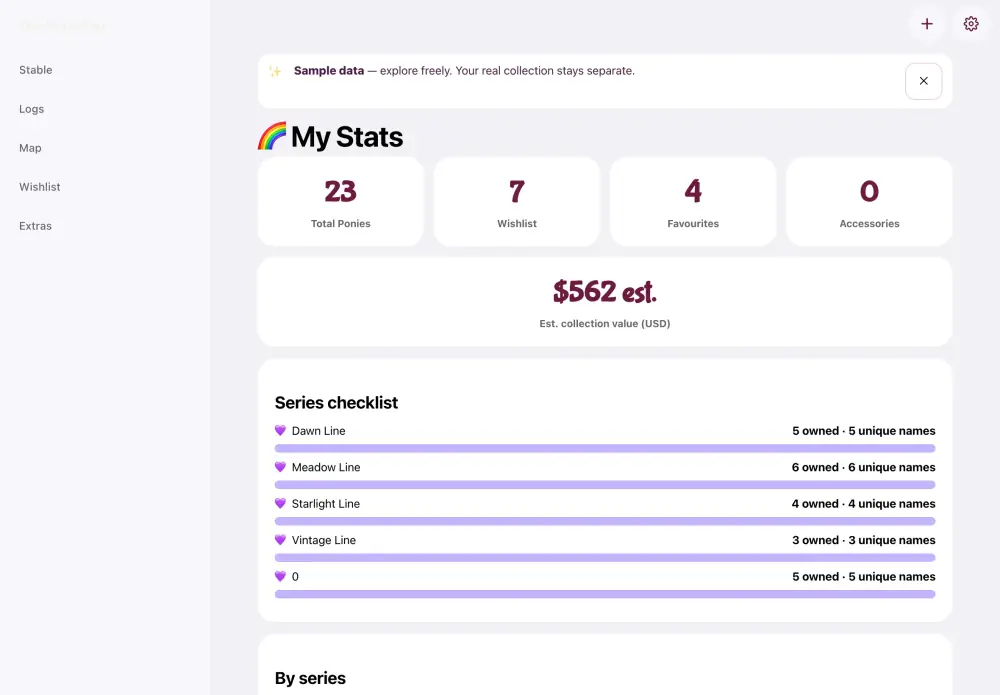 Stable
Logs
Map
Wishlist
Extras
Sample data — explore freely. Your real collection stays separate.
My Stats
23
Total Ponies
7
Wishlist
4
Favourites
0
Accessories
$562 est.
Est. collection value (USD)
Series checklist
Dawn Line 5 owned · 5 unique names
Meadow Line 6 owned · 6 unique names
Starlight Line 4 owned · 4 unique names
Vintage Line 3 owned · 3 unique names
0 5 owned · 5 unique names
By series